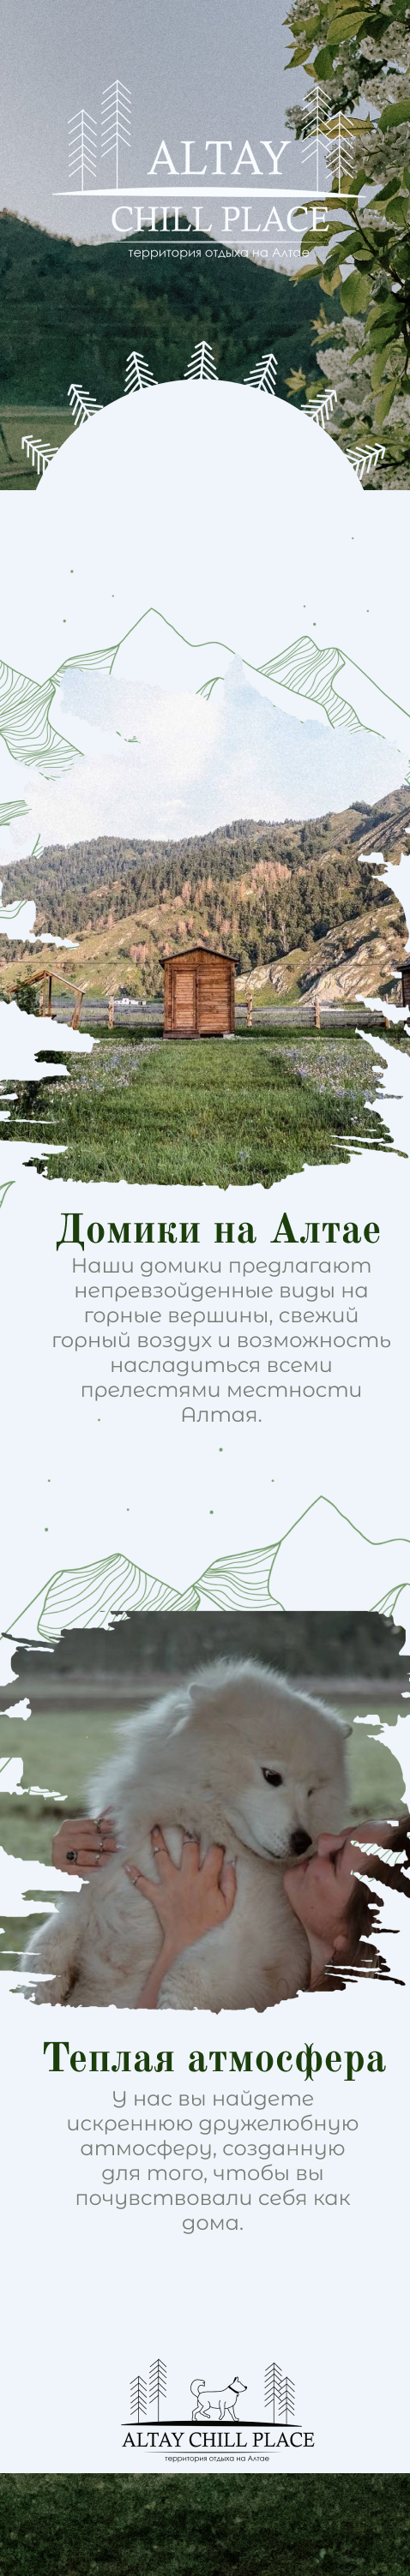 ALTAY
CHILL PLACE
территория отдыха на Алтае
Домики на Алтае
Наши домики предлагают
непревзойденные виды на
горные вершины, свежий
горный воздух и возможность
насладиться всеми
прелестями местности
Алтая.
Теплая атмосфера
У нас вы найдете
искреннюю дружелюбную
атмосферу, созданную
для того, чтобы вы
почувствовали себя как
дома.
ALTAY CHILL PLACE
территория отдыха на Алтае